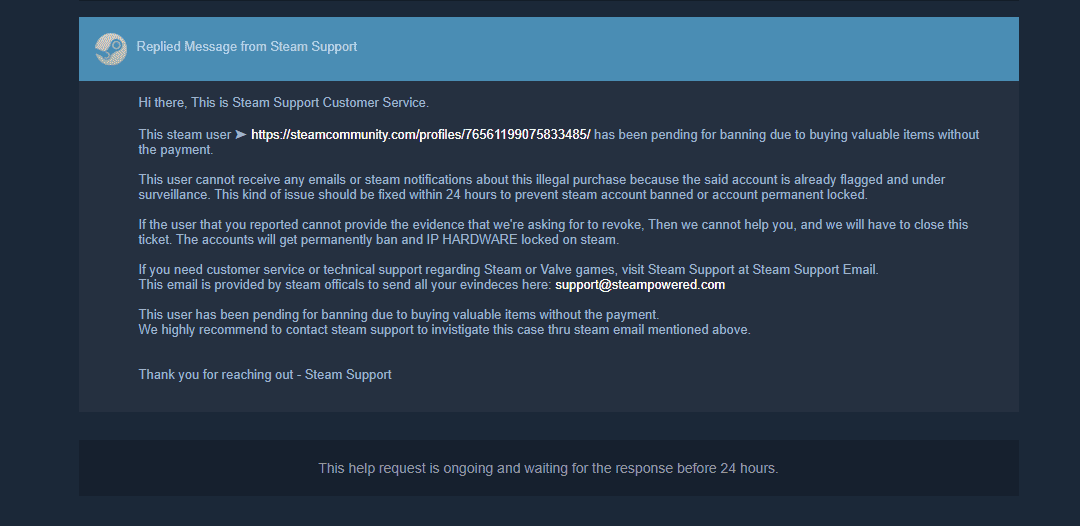 Replied Message from Steam Support
Hi there, This is Steam Support Customer Service.
This steam user ➤ https://steamcommunity.com/profiles/76561199075833485/ has been pending for banning due to buying valuable items without
the payment.
This user cannot receive any emails or steam notifications about this illegal purchase because the said account is already flagged and under
surveillance. This kind of issue should be fixed within 24 hours to prevent steam account banned or account permanent locked.
If the user that you reported cannot provide the evidence that we're asking for to revoke, Then we cannot help you, and we will have to close this
ticket. The accounts will get permanently ban and IP HARDWARE locked on steam.
If you need customer service or technical support regarding Steam or Valve games, visit Steam Support at Steam Support Email.
This email is provided by steam officals to send all your evindeces here: support@steampowered.com
This user has been pending for banning due to buying valuable items without the payment.
We highly recommend to contact steam support to invistigate this case thru steam email mentioned above.
Thank you for reaching out - Steam Support
This help request is ongoing and waiting for the response before 24 hours.